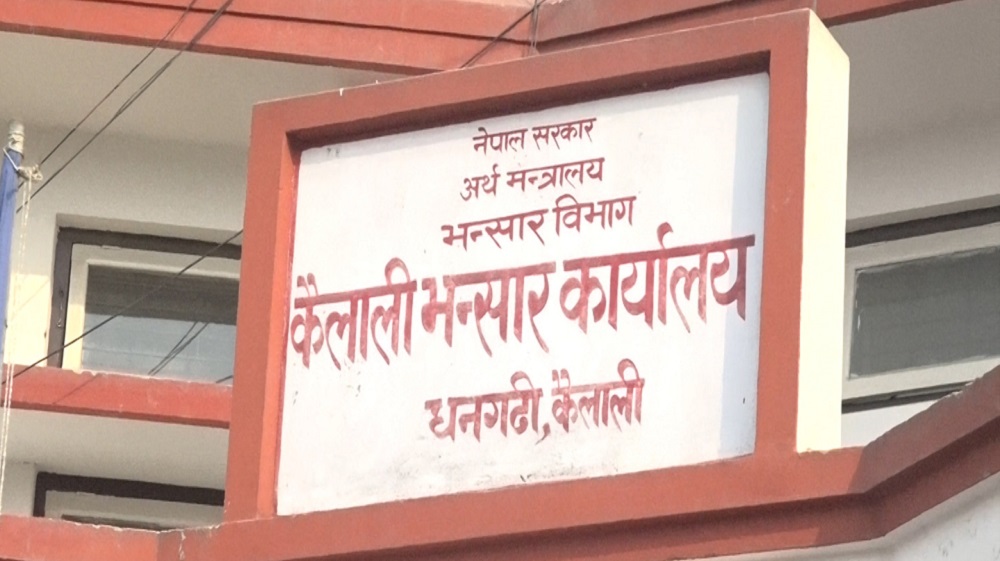 नेपाल सरकार
अर्थ मन्त्रालय
भन्सार विभाग
कैलाली भन्सार कार्यालय
धनगढी, कैलाली